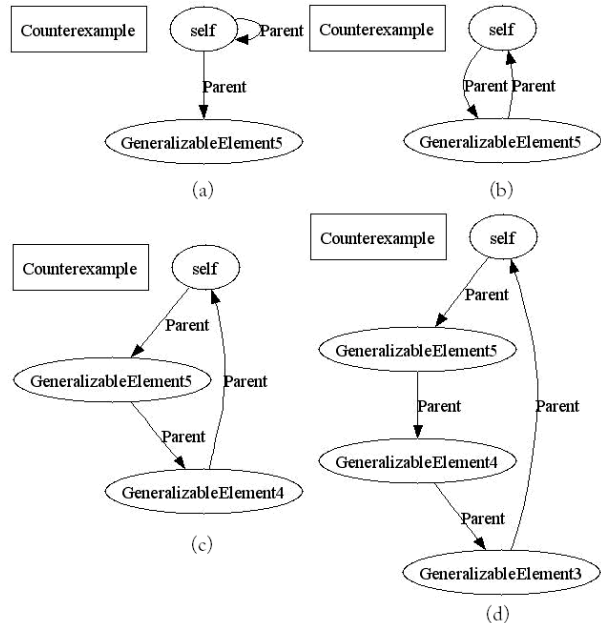 Counterexample
self
Parent
Parent
GeneralizableElement5
(a)
Counterexample
self
Parent
Parent
GeneralizableElement5
(b)
Counterexample
self
Parent
GeneralizableElement5
Parent
Parent
GeneralizableElement4
(c)
Counterexample
self
Parent
GeneralizableElement5
Parent
Parent
GeneralizableElement4
Parent
GeneralizableElement3
(d)